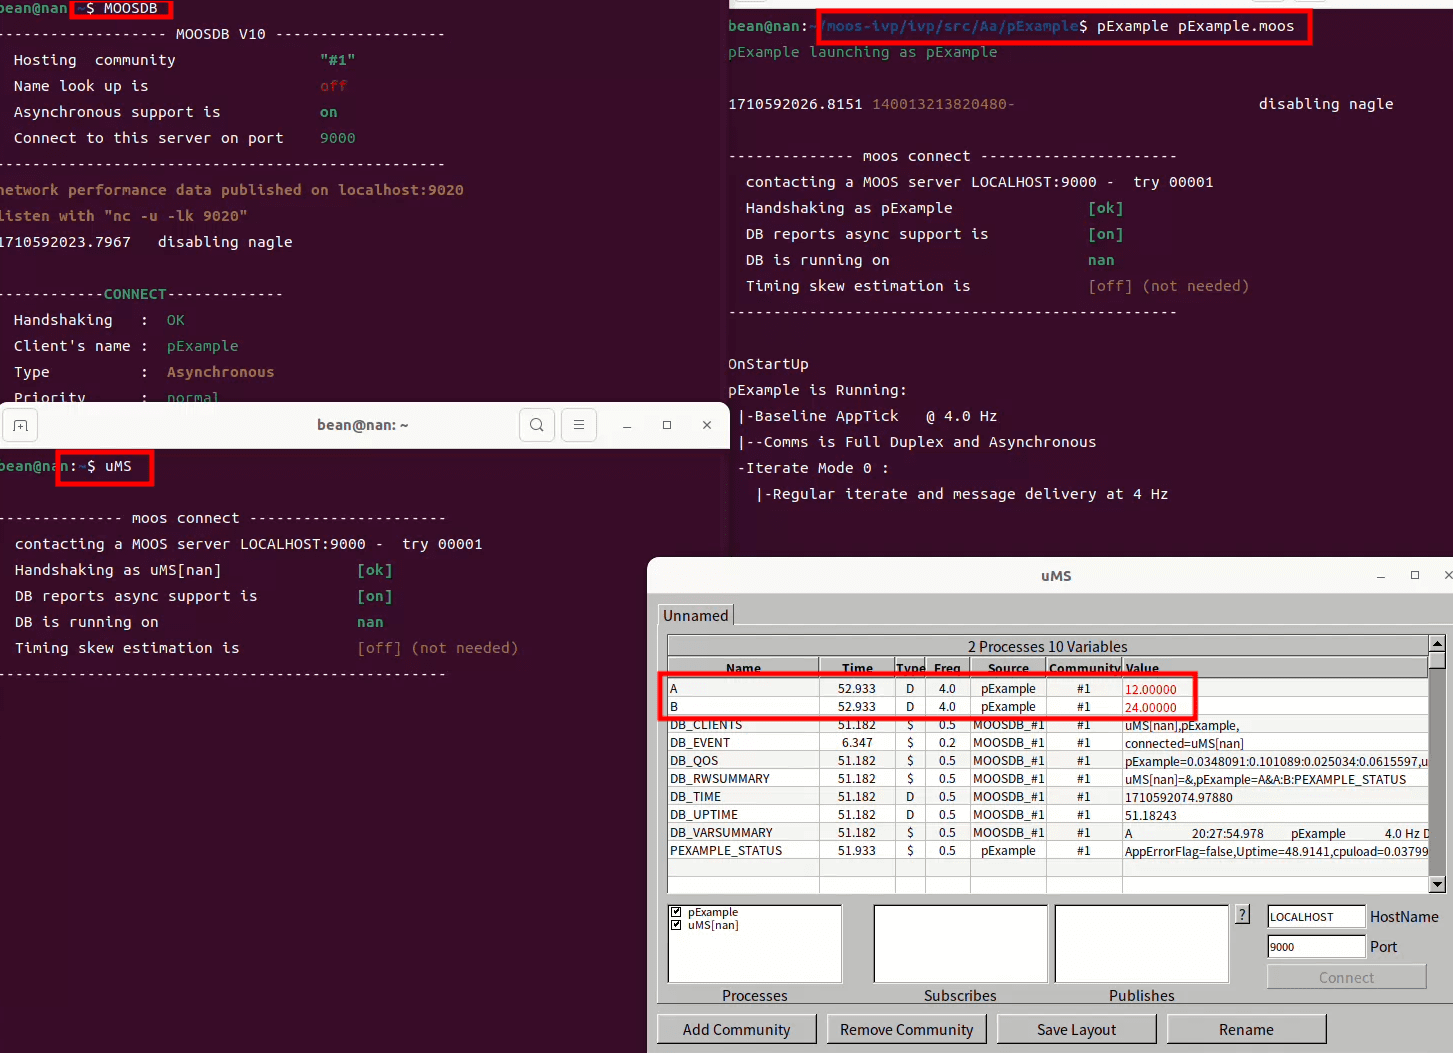 bean@nan:~$ MOOSDB
------------------- MOOSDB V10 -------------------
Hosting  community                "#1"
Name look up is                   off
Asynchronous support is           on
Connect to this server on port    9000
--------------------------------------------------
network performance data published on localhost:9020
listen with "nc -u -lk 9020"
1710592023.7967   disabling nagle
------------CONNECT-------------
Handshaking   :  OK
Client's name :  pExample
Type          :  Asynchronous
Priority      :  normal
bean@nan:~/moos-ivp/ivp/src/Aa/pExample$ pExample pExample.moos
pExample launching as pExample
1710592026.8151 140013213820480-                           disabling nagle
-------------- moos connect ----------------------
contacting a MOOS server LOCALHOST:9000 -  try 00001
Handshaking as pExample               [ok]
DB reports async support is           [on]
DB is running on                      nan
Timing skew estimation is             [off] (not needed)
--------------------------------------------------
OnStartUp
pExample is Running:
|-Baseline AppTick   @ 4.0 Hz
|--Comms is Full Duplex and Asynchronous
-Iterate Mode 0 :
|-Regular iterate and message delivery at 4 Hz
bean@nan: ~
bean@nan:~$ uMS
-------------- moos connect ----------------------
contacting a MOOS server LOCALHOST:9000 -  try 00001
Handshaking as uMS[nan]               [ok]
DB reports async support is           [on]
DB is running on                      nan
Timing skew estimation is             [off] (not needed)
--------------------------------------------------
uMS
Unnamed
2 Processes 10 Variables
Name Time Type Freq Source Community Value
A 52.933 D 4.0 pExample #1 12.00000
B 52.933 D 4.0 pExample #1 24.00000
DB_CLIENTS 51.182 $ 0.5 MOOSDB_#1 #1 uMS[nan],pExample,
DB_EVENT 6.347 $ 0.2 MOOSDB_#1 #1 connected=uMS[nan]
DB_QOS 51.182 $ 0.5 MOOSDB_#1 #1 pExample=0.0348091:0.101089:0.025034:0.0615597,u
DB_RWSUMMARY 51.182 $ 0.5 MOOSDB_#1 #1 uMS[nan]=&,pExample=A&A:B:PEXAMPLE_STATUS
DB_TIME 51.182 D 0.5 MOOSDB_#1 #1 1710592074.97880
DB_UPTIME 51.182 D 0.5 MOOSDB_#1 #1 51.18243
DB_VARSUMMARY 51.182 $ 0.5 MOOSDB_#1 #1 A 20:27:54.978 pExample 4.0 Hz D
PEXAMPLE_STATUS 51.933 $ 0.5 pExample #1 AppErrorFlag=false,Uptime=48.9141,cpuload=0.03799
pExample
uMS[nan]
Processes
Subscribes
Publishes
?
LOCALHOST HostName
9000 Port
Connect
Add Community
Remove Community
Save Layout
Rename